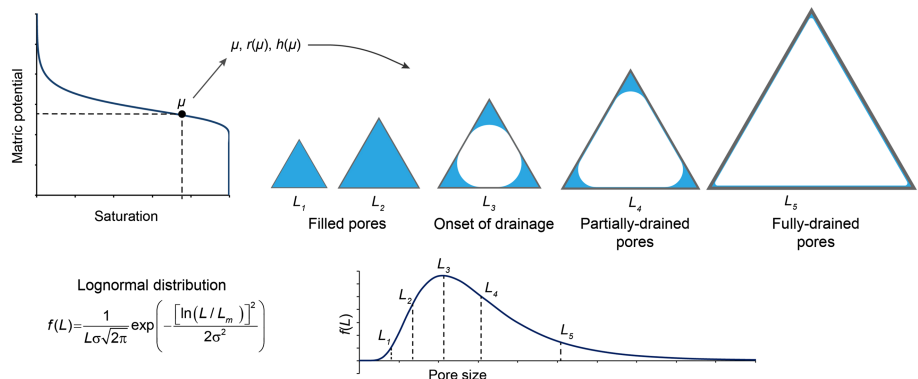 Matric potential
μ
Saturation
μ, r(μ), h(μ)
L₁
L₂
L₃
L₄
L₅
Filled pores
Onset of drainage
Partially-drained
pores
Fully-drained
pores
Lognormal distribution
f(L)=1/(Lσ√2π) exp(-[ln(L/Lₘ)]²/2σ²)
f(L)
L₁
L₂
L₃
L₄
L₅
Pore size